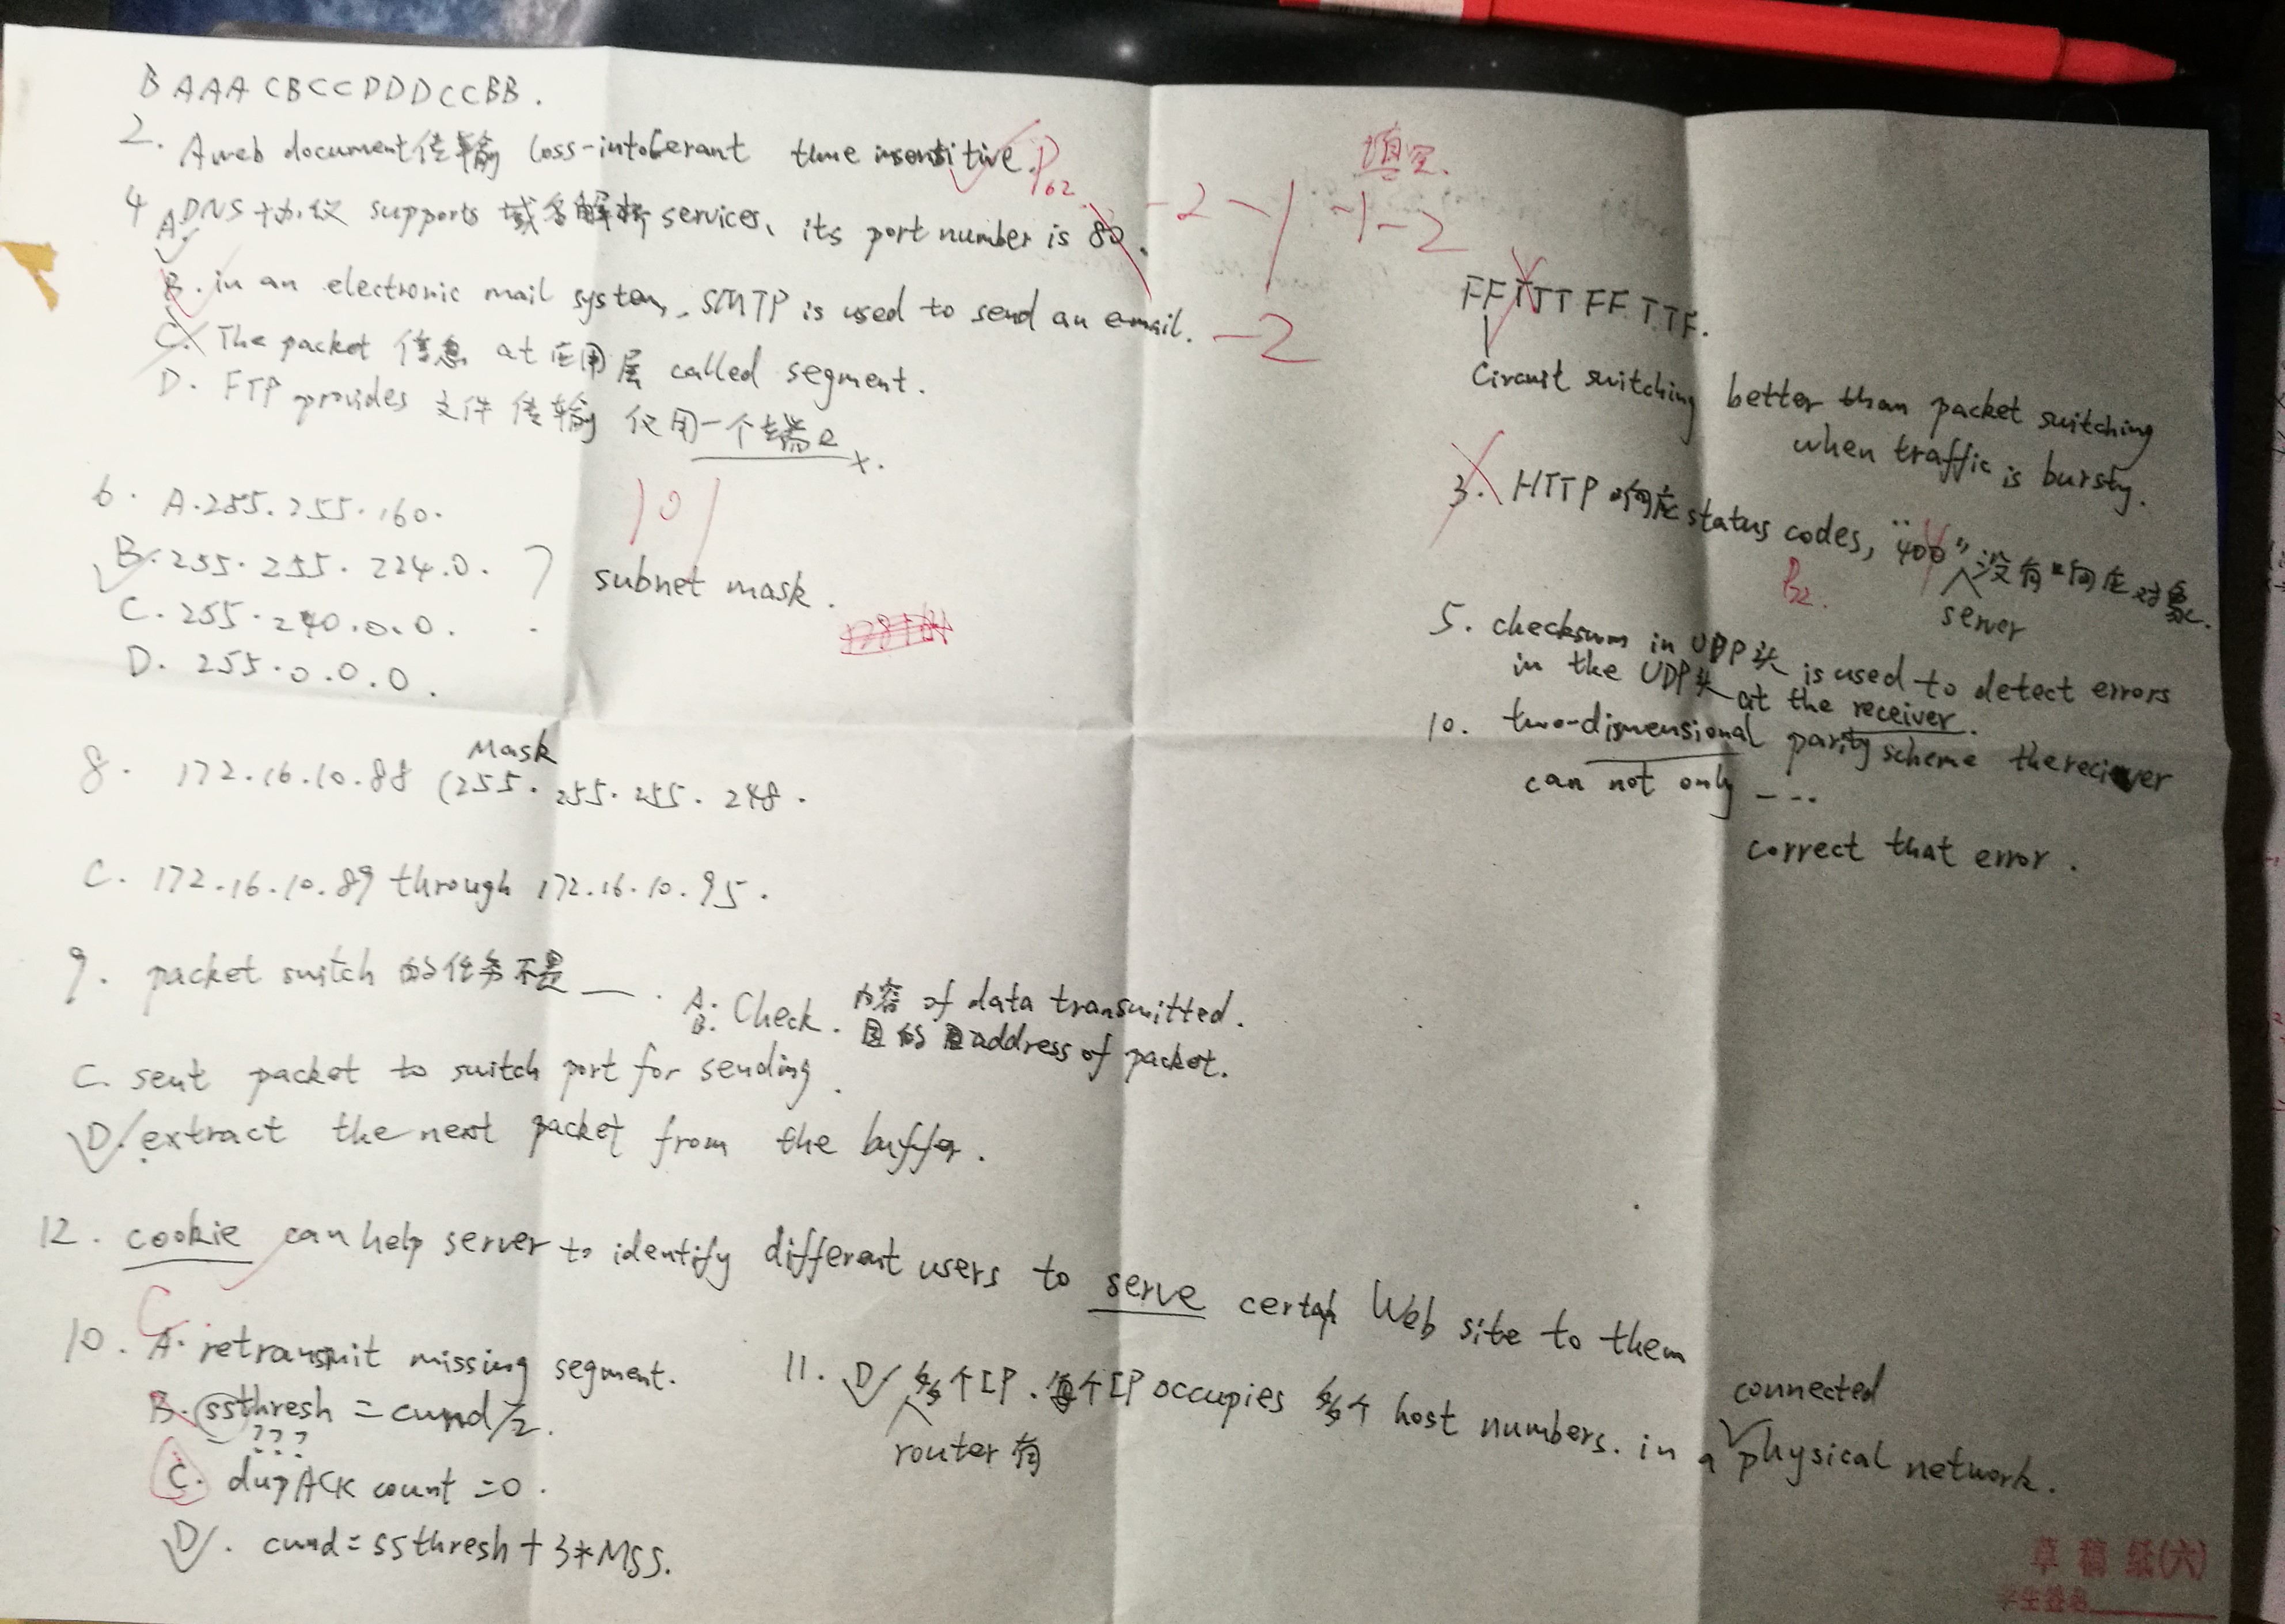 B AAA CBCC DDDCCBB.
2. A web document传输 loss-intolerant time insensitive. P62
4 A. DNS 协议 supports 域名解析 services, its port number is 80.
B. in an electronic mail system, SMTP is used to send an email.
C. The packet 信息 at 应用层 called segment.
D. FTP provides 文件传输 仅用一个端口 x.
-2 -1 -1 -2
-2
6. A. 255.255.160.
B. 255.255.224.0.
C. 255.240.0.0.
D. 255.0.0.0.
? subnet mask.
101
8. 172.16.10.88 (255.255.255.248.
Mask
C. 172.16.10.89 through 172.16.10.95.
9. packet switch 的任务不是__.
A. Check 内容 of data transmitted.
B. 目的 address of packet.
C. sent packet to switch port for sending.
D. extract the next packet from the buffer.
12. cookie can help server to identify different users to serve certain Web site to them
C
10. A. retransmit missing segment.
B. ssthresh = cwnd/2.
???
C. dupACK count = 0.
D. cwnd = ssthresh + 3*MSS.
11. D 多个IP. 每个IP occupies 多个 host numbers. in a connected physical network.
router 有
填空.
FFTTTFFTTF.
Circuit switching better than packet switching
when traffic is bursty.
3. HTTP 响应 status codes, "400" 没有响应对象.
server
P62.
5. checksum in UDP头 is used to detect errors
in the UDP头 at the receiver.
10. two-dismensional parity scheme the reciever
can not only ---
correct that error.
草稿纸(六)
学生签名